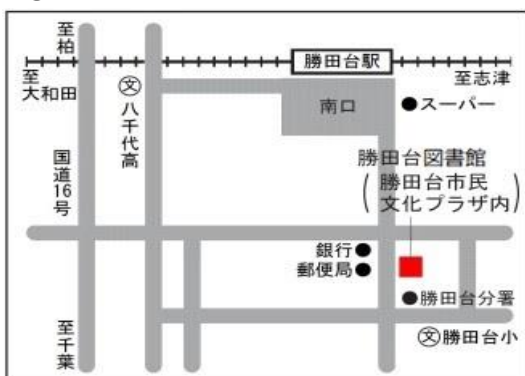 至柏
勝田台駅
至大和田
至志津
文
八千代高
南口
●スーパー
国道16号
勝田台図書館
(勝田台市民
文化プラザ内)
銀行●
郵便局●
●勝田台分署
至千葉
文勝田台小